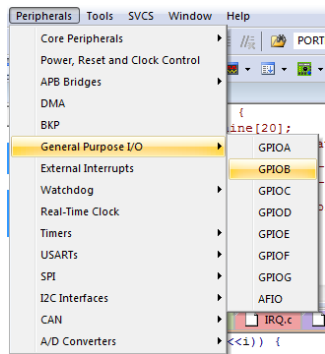 Peripherals Tools SVCS Window Help
Core Peripherals
PORT
Power, Reset and Clock Control
APB Bridges
DMA
BKP
{
ine[20];
General Purpose I/O
GPIOA
External Interrupts
GPIOB
Watchdog
GPIOC
Real-Time Clock
GPIOD
Timers
GPIOE
USARTs
GPIOF
SPI
GPIOG
I2C Interfaces
AFIO
CAN
IRQ.c
A/D Converters
<<i)) {